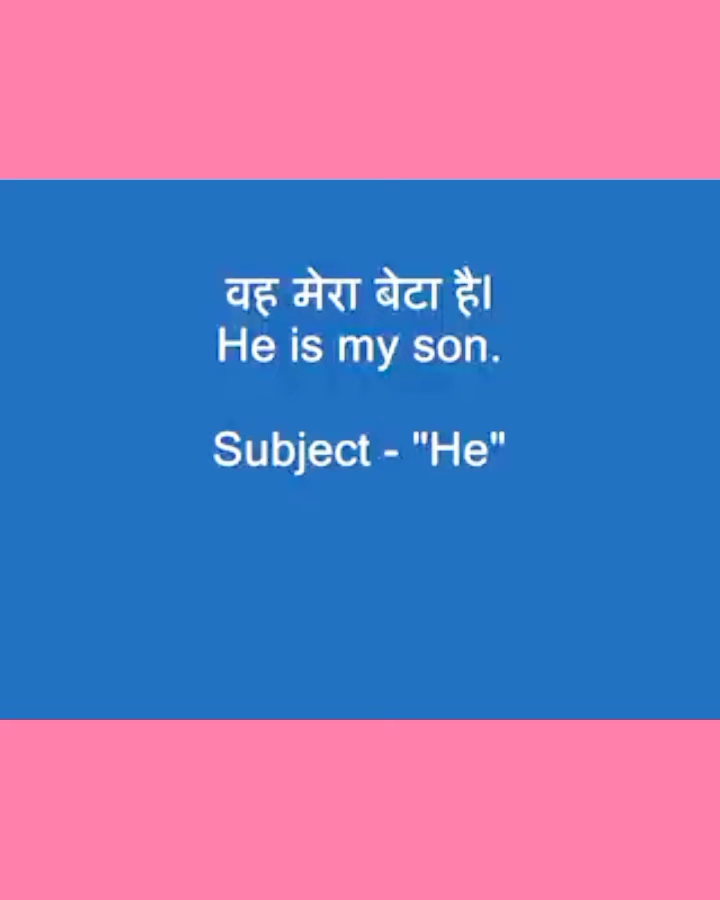 वह मेरा बेटा है।
He is my son.
Subject - "He"